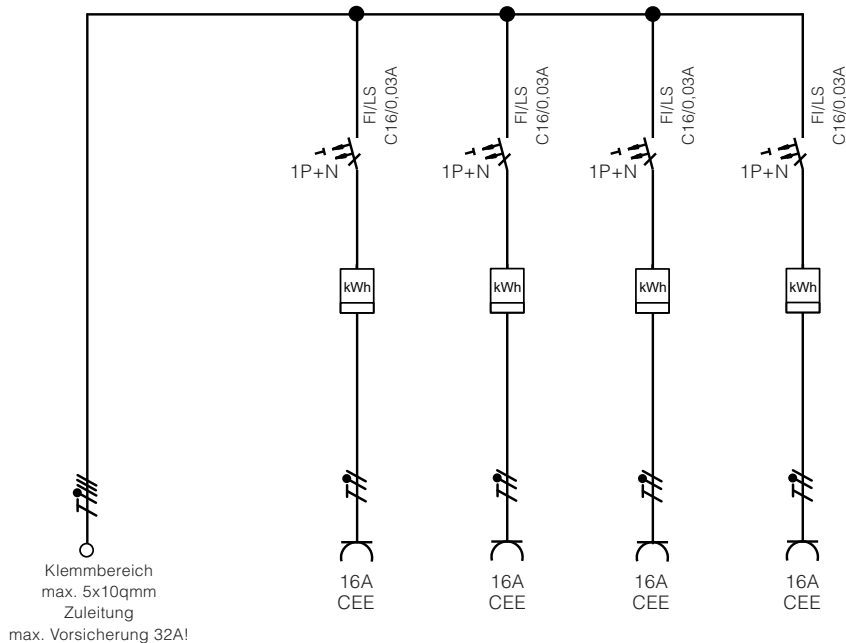 FI/LS
C16/0,03A
FI/LS
C16/0,03A
FI/LS
C16/0,03A
FI/LS
C16/0,03A
1P+N
1P+N
1P+N
1P+N
kWh
kWh
kWh
kWh
16A
CEE
16A
CEE
16A
CEE
16A
CEE
Klemmbereich
max. 5x10qmm
Zuleitung
max. Vorsicherung 32A!